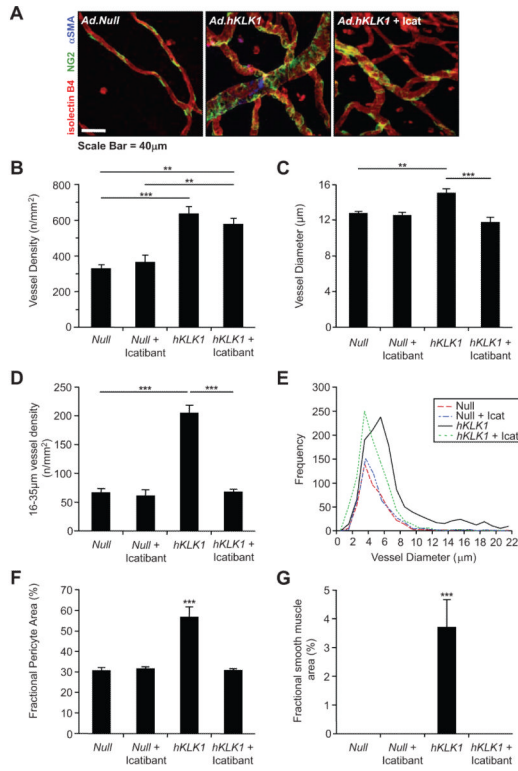 A
Ad.Null
Ad.hKLK1
Ad.hKLK1 + Icat
isolectin B4 NG2 αSMA
Scale Bar = 40μm
B
Vessel Density (n/mm²)
800
600
400
200
0
**
**
***
Null
Null +
Icatibant
hKLK1
hKLK1 +
Icatibant
C
Vessel Diameter (μm)
16
12
8
4
0
**
***
Null
Null +
Icatibant
hKLK1
hKLK1 +
Icatibant
D
16-35μm vessel density
(n/mm²)
250
200
150
100
50
0
***
***
Null
Null +
Icatibant
hKLK1
hKLK1 +
Icatibant
E
Frequency
300
250
200
150
100
50
0
0 2 4 6 8 10 12 14 16 18 20 22
Vessel Diameter (μm)
Null
Null + Icat
hKLK1
hKLK1 + Icat
F
Fractional Pericyte Area (%)
70
60
50
40
30
20
10
0
***
Null
Null +
Icatibant
hKLK1
hKLK1 +
Icatibant
G
Fractional smooth muscle
area (%)
5
4
3
2
1
0
***
Null
Null +
Icatibant
hKLK1
hKLK1 +
Icatibant